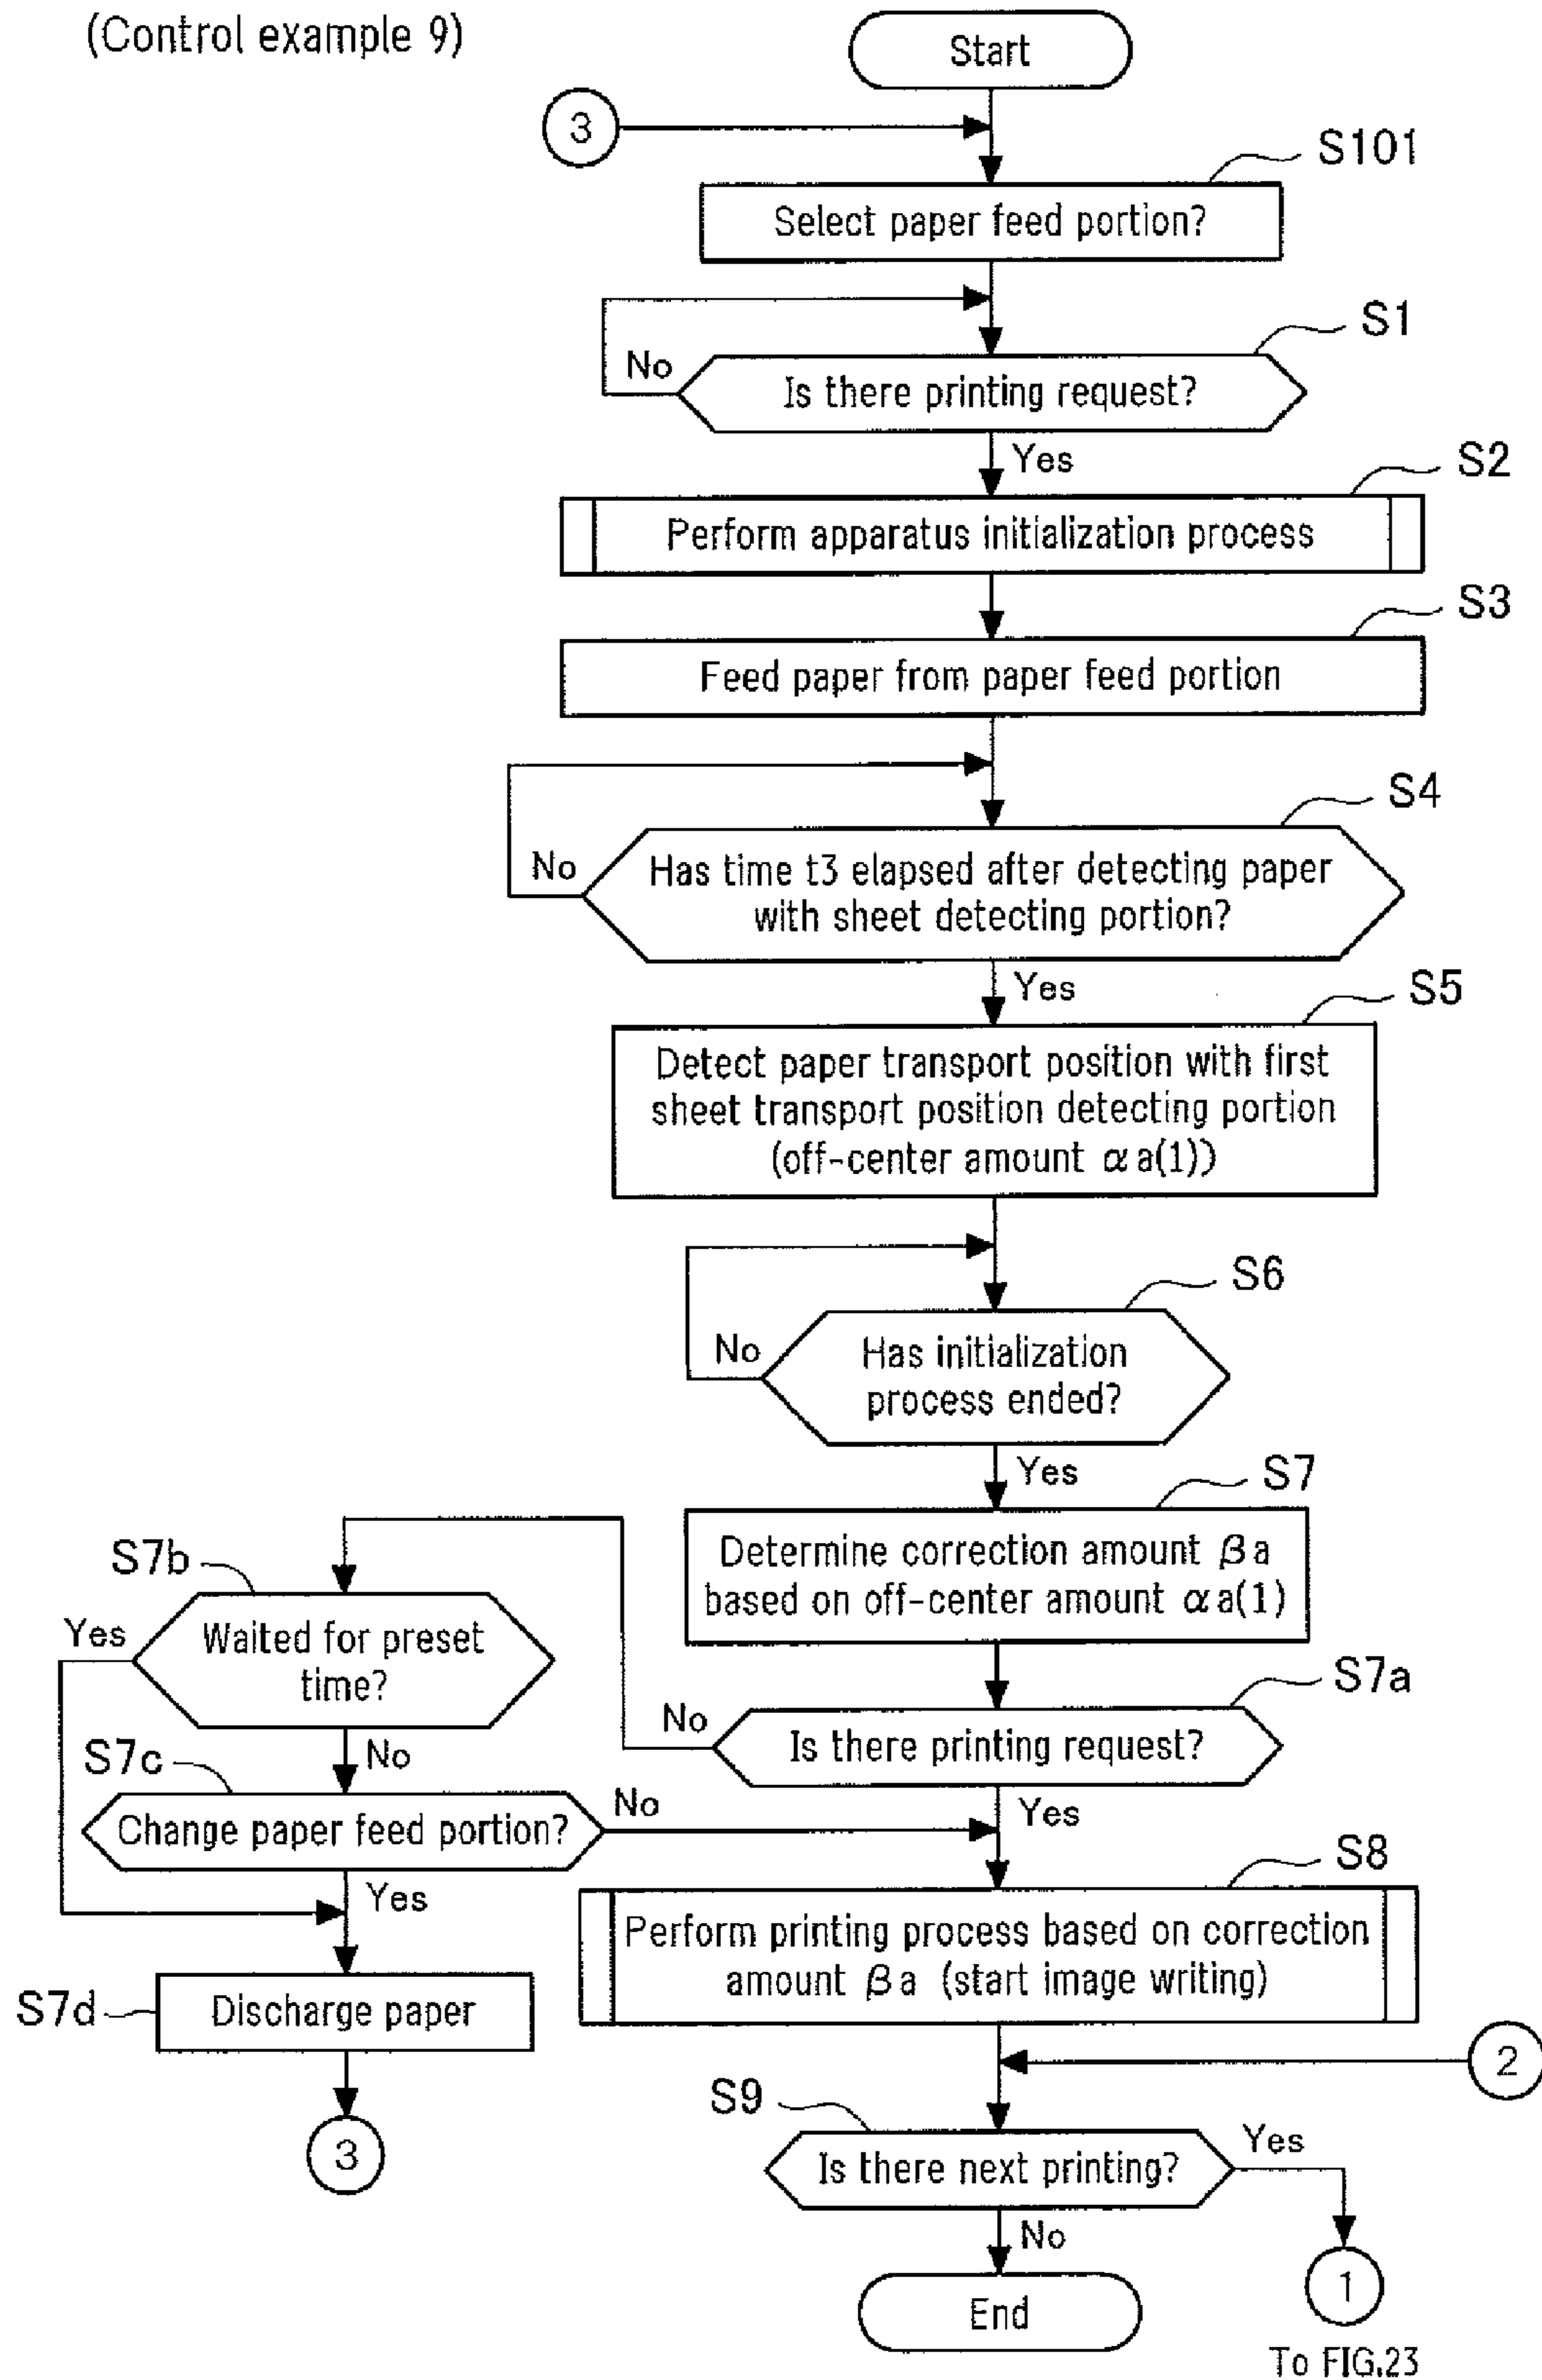 (Control example 9)
Start
3
S101
Select paper feed portion?
S1
No
Is there printing request?
Yes
S2
Perform apparatus initialization process
S3
Feed paper from paper feed portion
S4
No
Has time t3 elapsed after detecting paper
with sheet detecting portion?
Yes
S5
Detect paper transport position with first
sheet transport position detecting portion
(off-center amount αa(1))
S6
No
Has initialization
process ended?
Yes
S7
Determine correction amount βa
based on off-center amount αa(1)
S7b
Yes
Waited for preset
time?
No
S7a
No
Is there printing request?
Yes
S7c
Change paper feed portion?
No
Yes
S8
Perform printing process based on correction
amount βa (start image writing)
S7d
Discharge paper
3
2
S9
Is there next printing?
Yes
No
End
1
To FIG.23